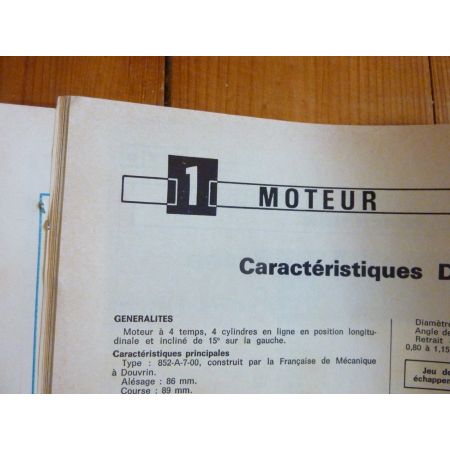 1 MOTEUR
Caractéristiques D
GENERALITES
Moteur à 4 temps, 4 cylindres en ligne en position longitu-
dinale et incliné de 15° sur la gauche.
Caractéristiques principales
Type : 852-A-7-00, construit par la Française de Mécanique
à Douvrin.
Alésage : 86 mm.
Course : 89 mm.
Diamètre
Angle de
Retrait
0,80 à 1,15
Jeu de
échappem